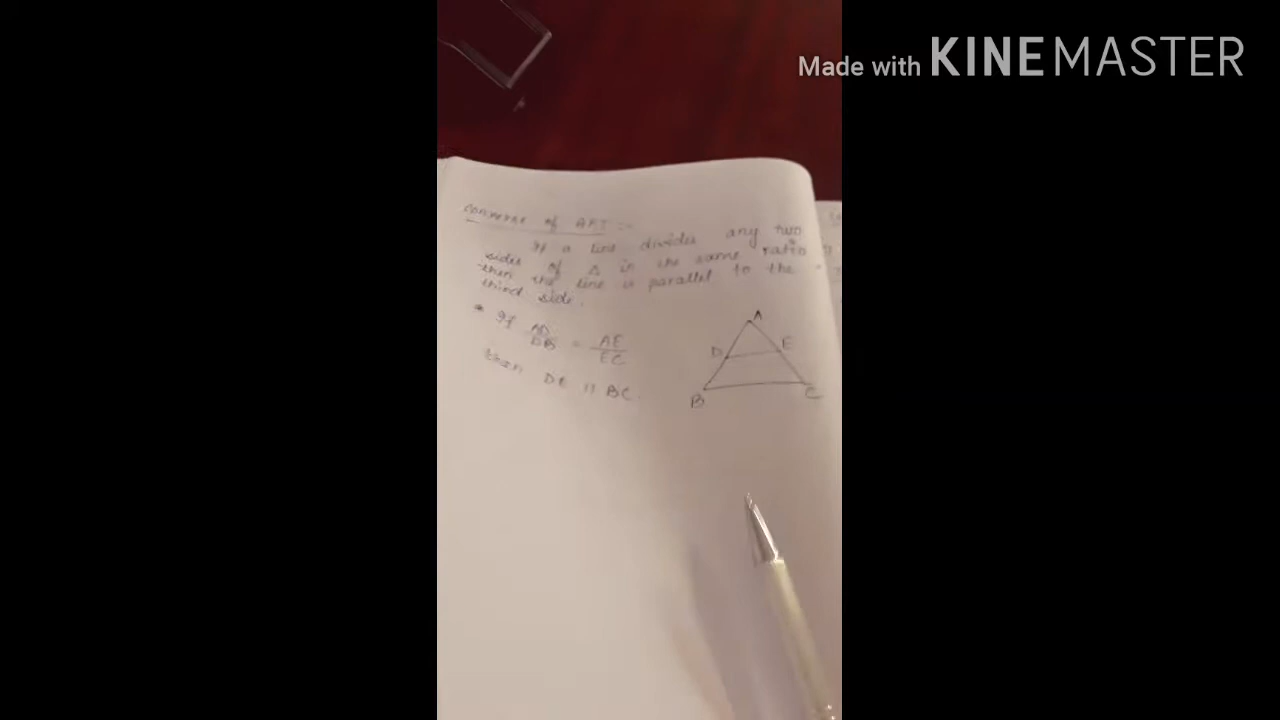 Made with KINEMASTER
converse of BPT :-
If a line divides any two
sides of Δ in the same ratio
then the line is parallel to the
third side.
* If AD/DB = AE/EC
then DE || BC.
A
D E
B C